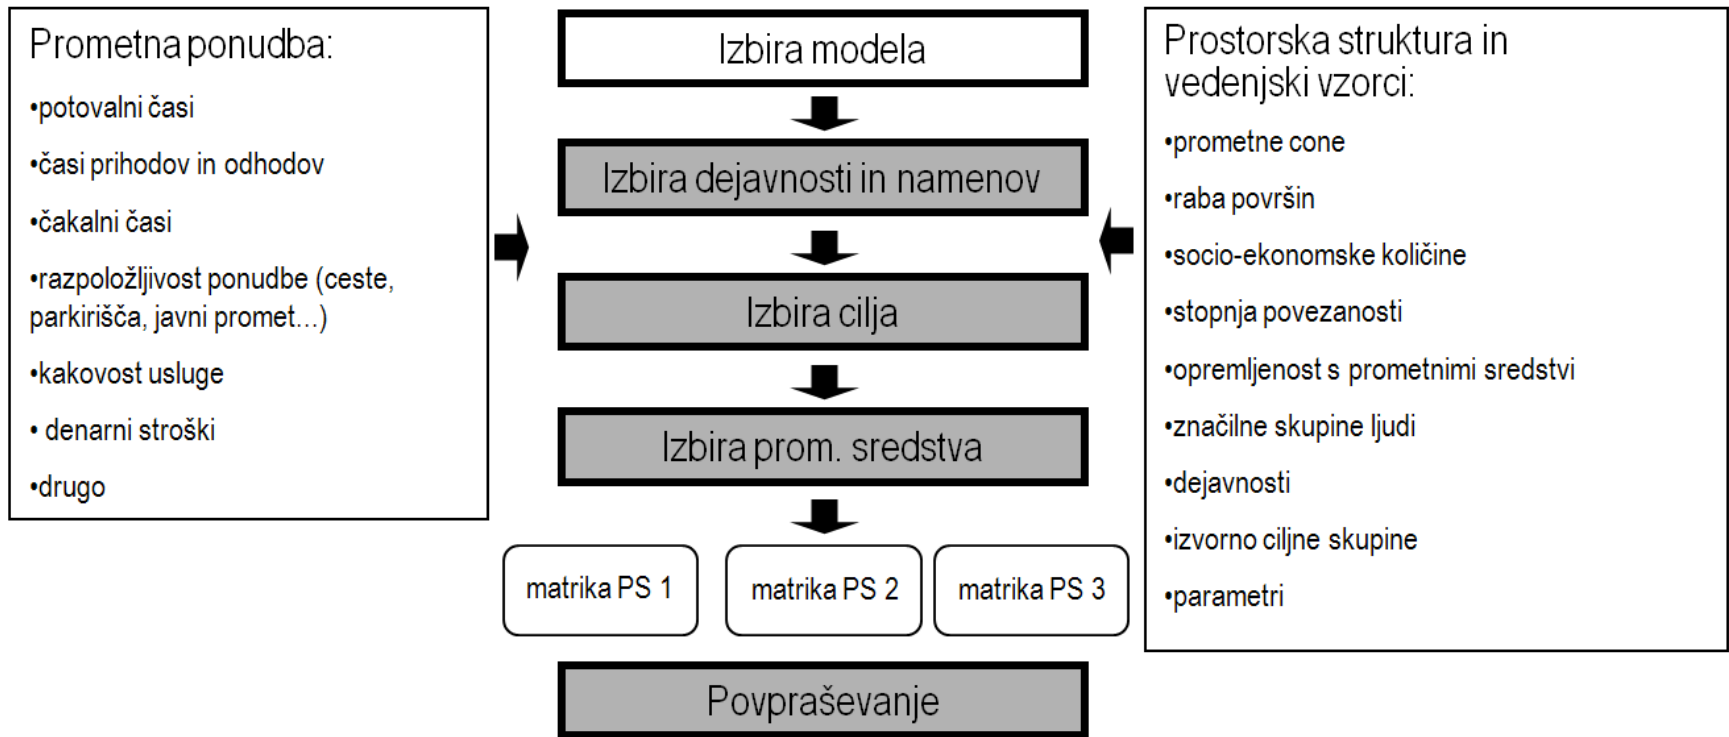 Prometna ponudba:
•potovalni časi
•časi prihodov in odhodov
•čakalni časi
•razpoložljivost ponudbe (ceste,
parkirišča, javni promet...)
•kakovost usluge
• denarni stroški
•drugo
Izbira modela
Izbira dejavnosti in namenov
Izbira cilja
Izbira prom. sredstva
matrika PS 1
matrika PS 2
matrika PS 3
Povpraševanje
Prostorska struktura in
vedenjski vzorci:
•prometne cone
•raba površin
•socio-ekonomske količine
•stopnja povezanosti
•opremljenost s prometnimi sredstvi
•značilne skupine ljudi
•dejavnosti
•izvorno ciljne skupine
•parametri